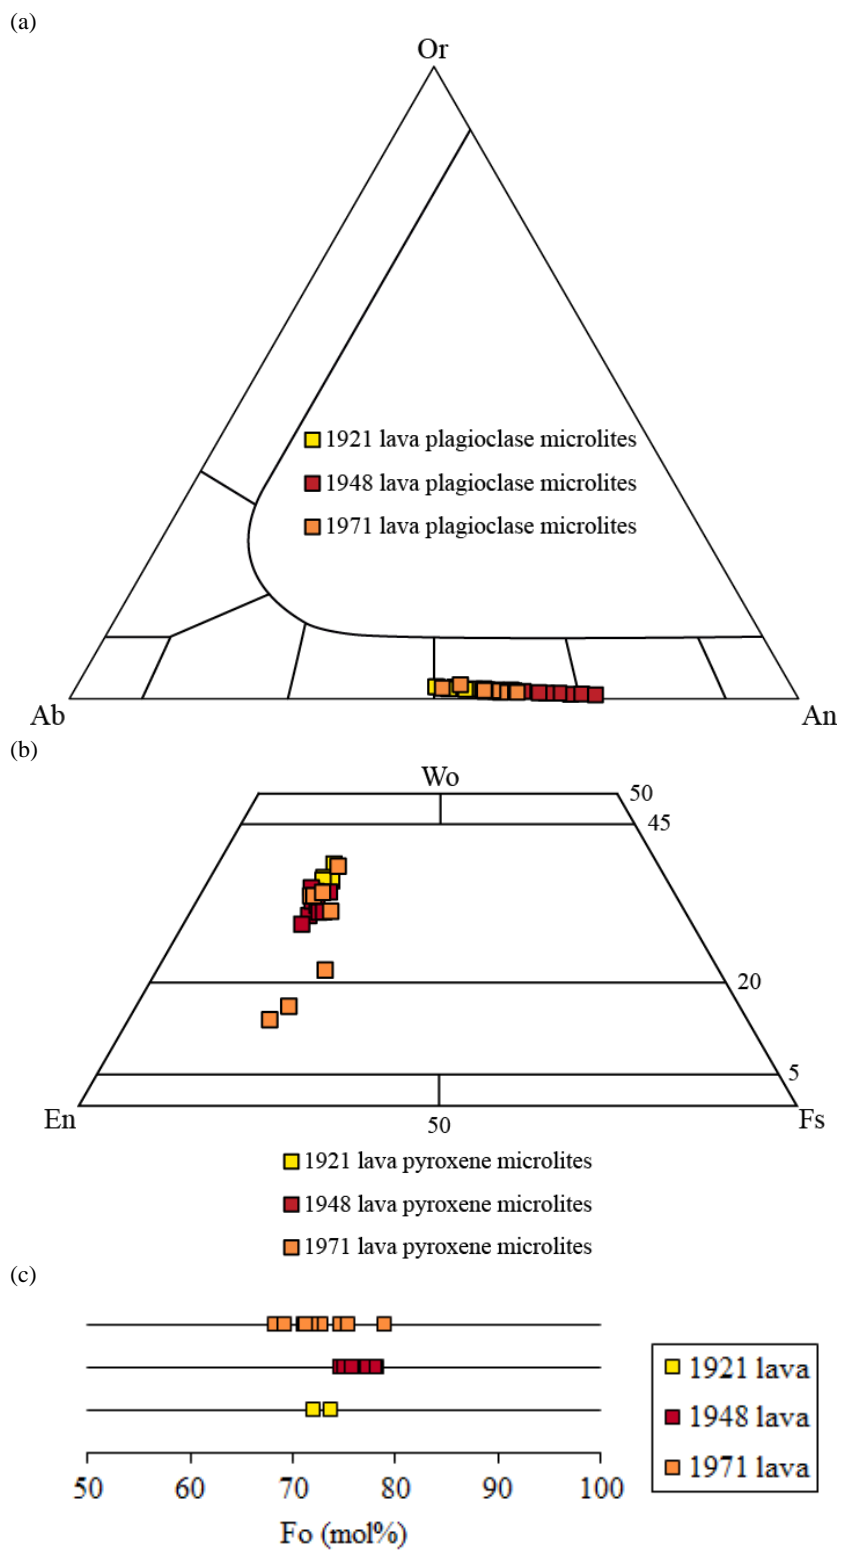 (a)
Or
1921 lava plagioclase microlites
1948 lava plagioclase microlites
1971 lava plagioclase microlites
Ab
An
(b)
Wo
50
45
20
5
En
Fs
50
1921 lava pyroxene microlites
1948 lava pyroxene microlites
1971 lava pyroxene microlites
(c)
1921 lava
1948 lava
1971 lava
50 60 70 80 90 100
Fo (mol%)